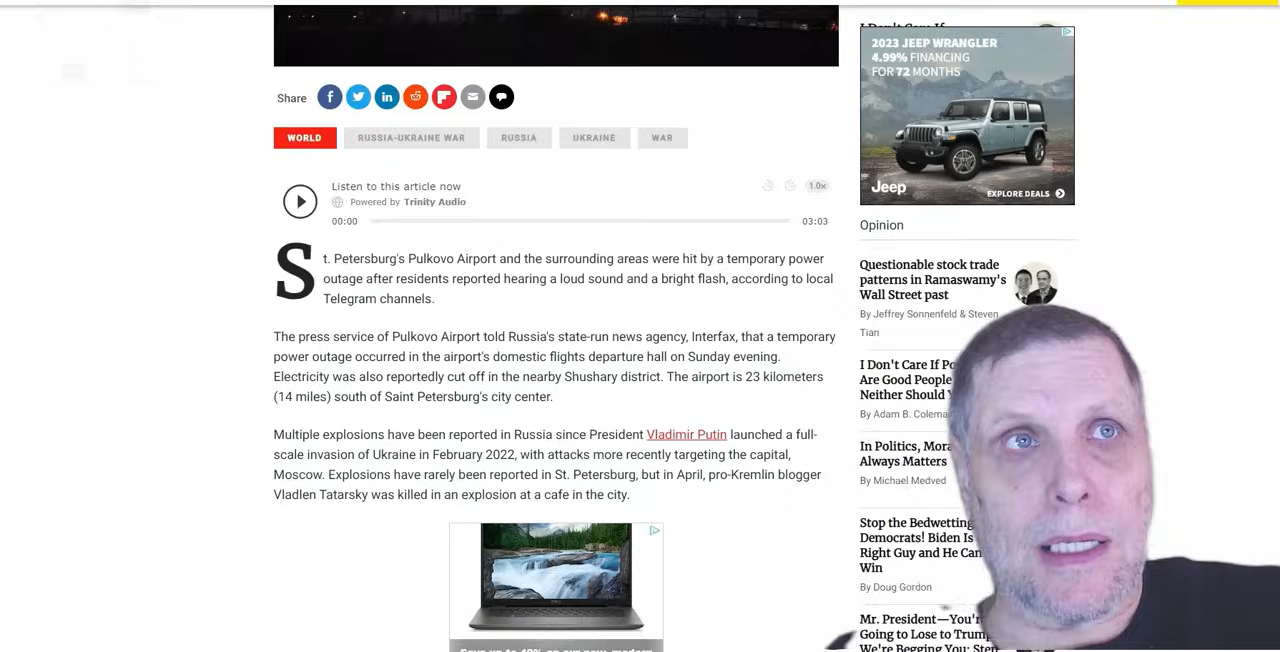 Share
WORLD
RUSSIA-UKRAINE WAR
RUSSIA
UKRAINE
WAR
Listen to this article now
Powered by Trinity Audio
1.0x
00:00
03:03
St. Petersburg's Pulkovo Airport and the surrounding areas were hit by a temporary power
outage after residents reported hearing a loud sound and a bright flash, according to local
Telegram channels.
The press service of Pulkovo Airport told Russia's state-run news agency, Interfax, that a temporary
power outage occurred in the airport's domestic flights departure hall on Sunday evening.
Electricity was also reportedly cut off in the nearby Shushary district. The airport is 23 kilometers
(14 miles) south of Saint Petersburg's city center.
Multiple explosions have been reported in Russia since President Vladimir Putin launched a full-
scale invasion of Ukraine in February 2022, with attacks more recently targeting the capital,
Moscow. Explosions have rarely been reported in St. Petersburg, but in April, pro-Kremlin blogger
Vladlen Tatarsky was killed in an explosion at a cafe in the city.
I Don't Care If
2023 JEEP WRANGLER
4.99% FINANCING
FOR 72 MONTHS
Jeep
EXPLORE DEALS
Opinion
Questionable stock trade
patterns in Ramaswamy's
Wall Street past
By Jeffrey Sonnenfeld & Steven
Tian
I Don't Care If Po
Are Good People
Neither Should
By Adam B. Colema
In Politics, Mora
Always Matters
By Michael Medved
Stop the Bedwetting
Democrats! Biden Is
Right Guy and He Can
Win
By Doug Gordon
Mr. President—You'r
Going to Lose to Trum
We're Begging You: Step